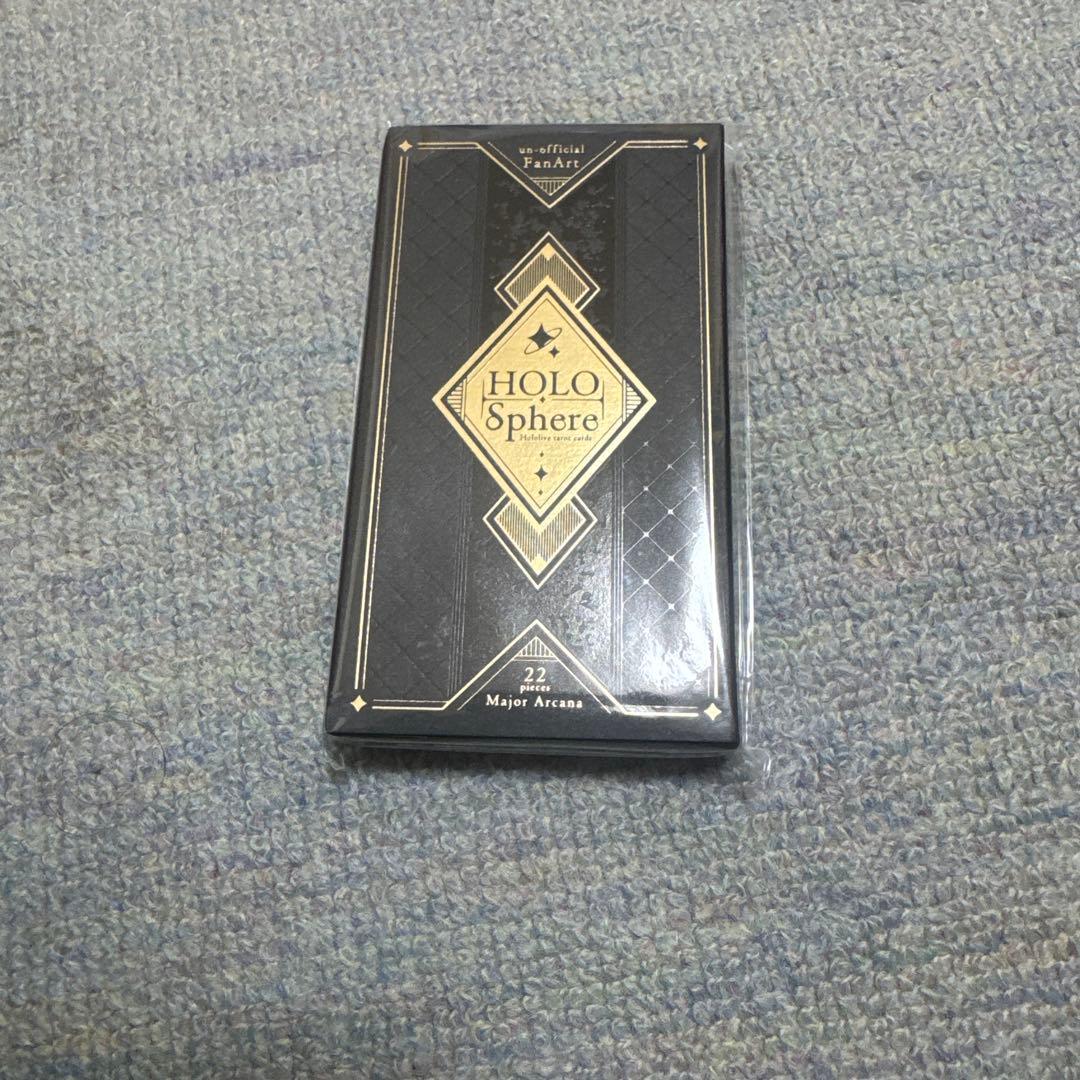 un-official
FanArt
HOLO
Sphere
Hololive tarot cards
22
pieces
Major Arcana